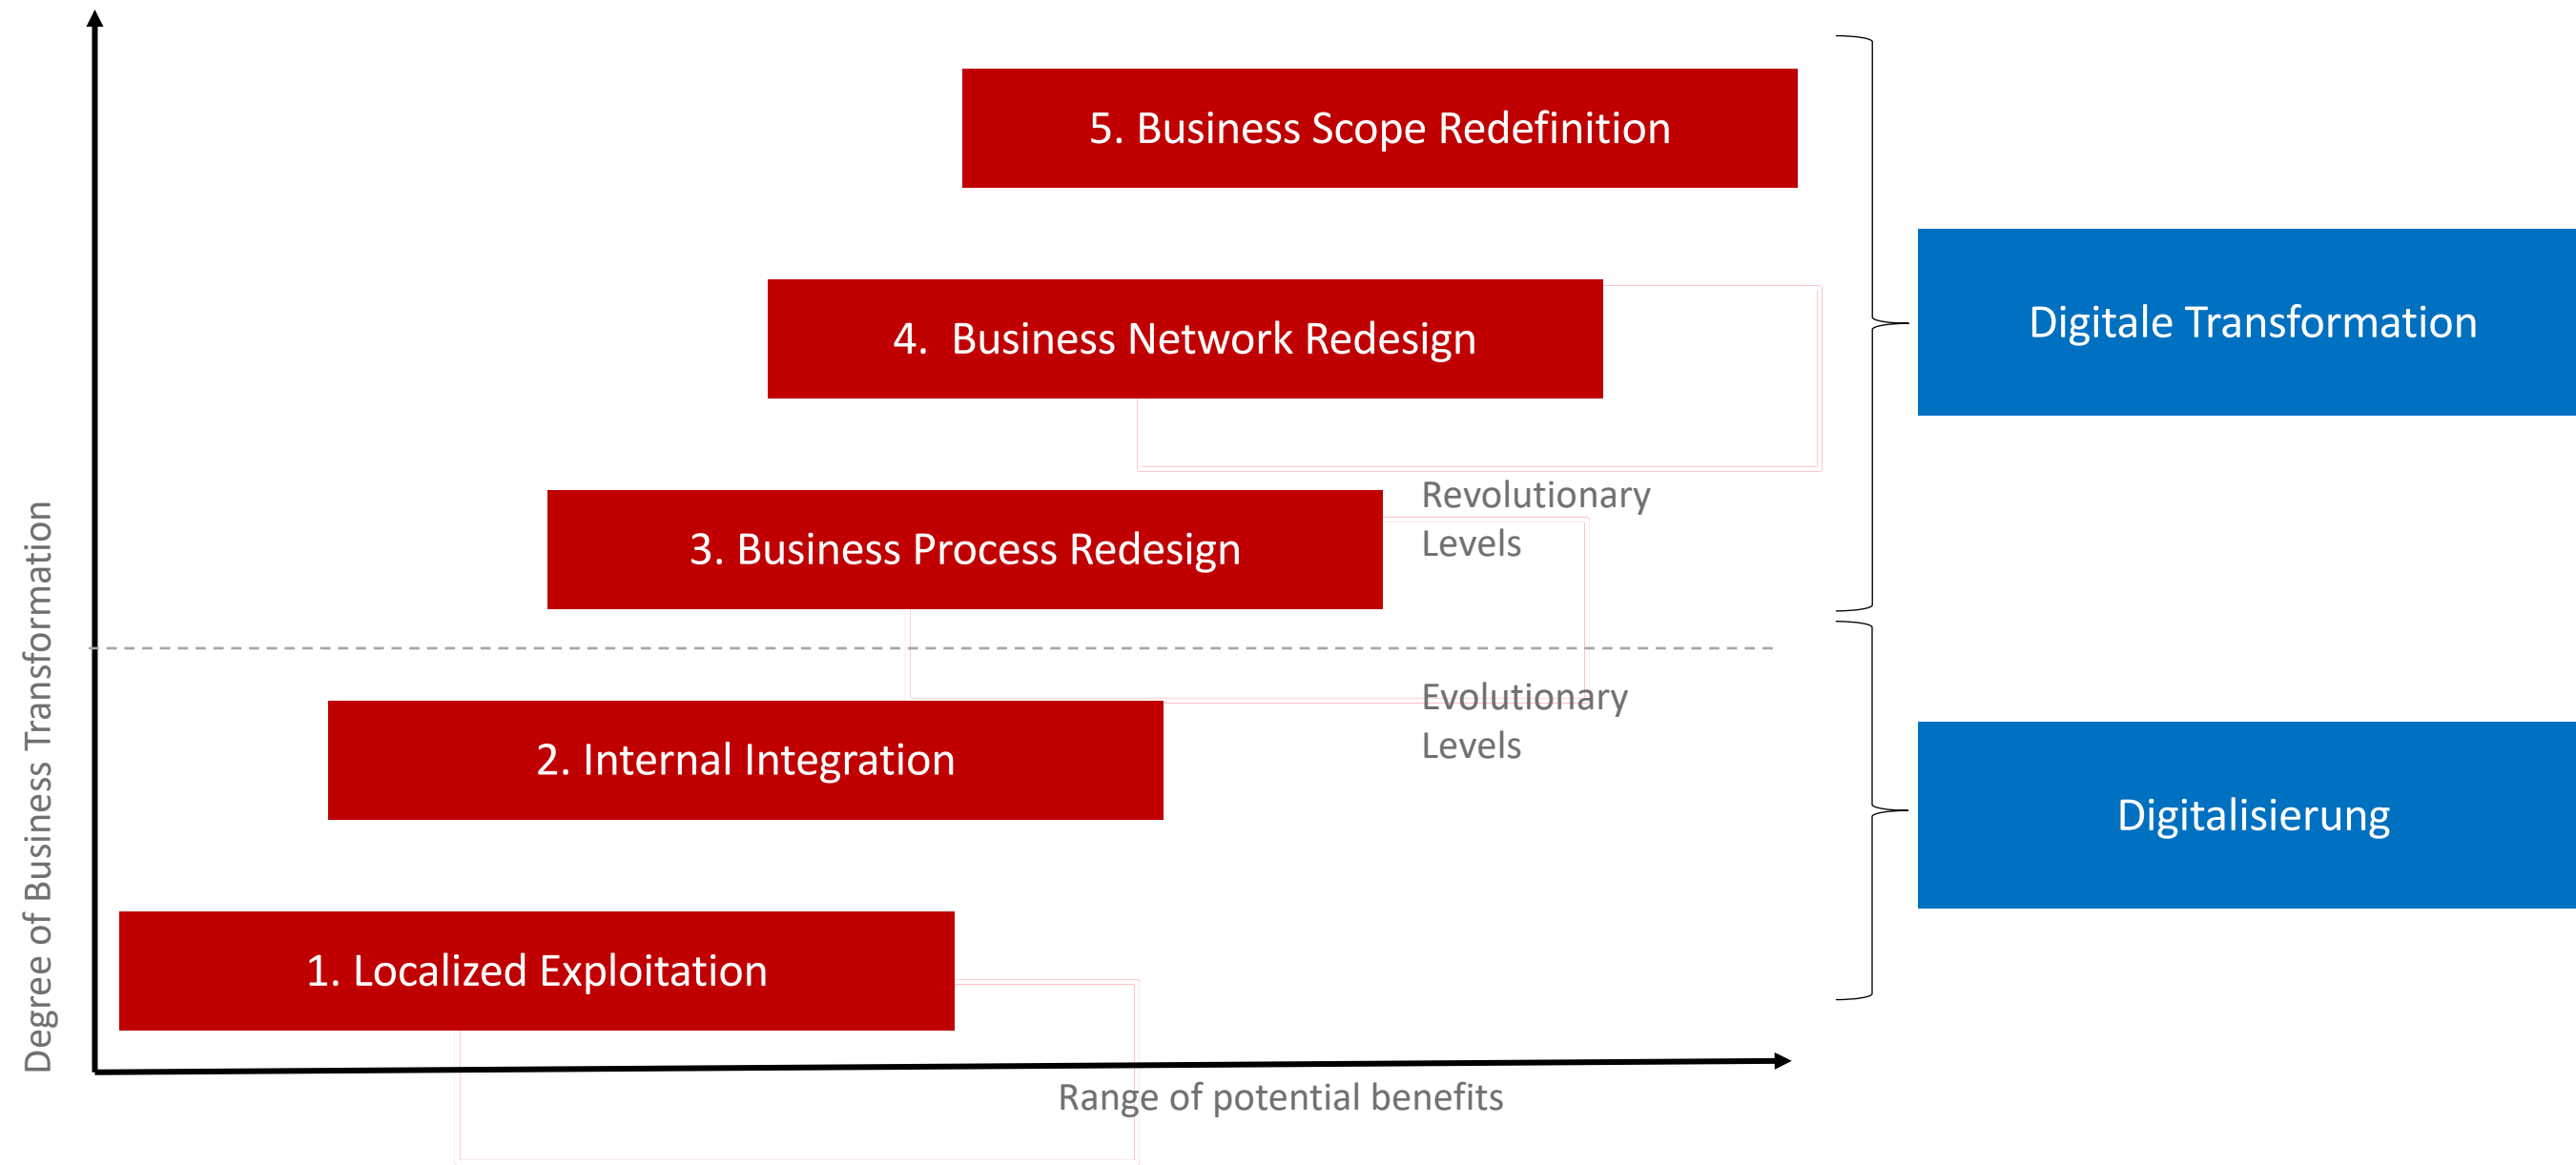 5. Business Scope Redefinition
Digitale Transformation
4.  Business Network Redesign
Revolutionary
Levels
3. Business Process Redesign
Evolutionary
Levels
2. Internal Integration
Digitalisierung
1. Localized Exploitation
Degree of Business Transformation
Range of potential benefits